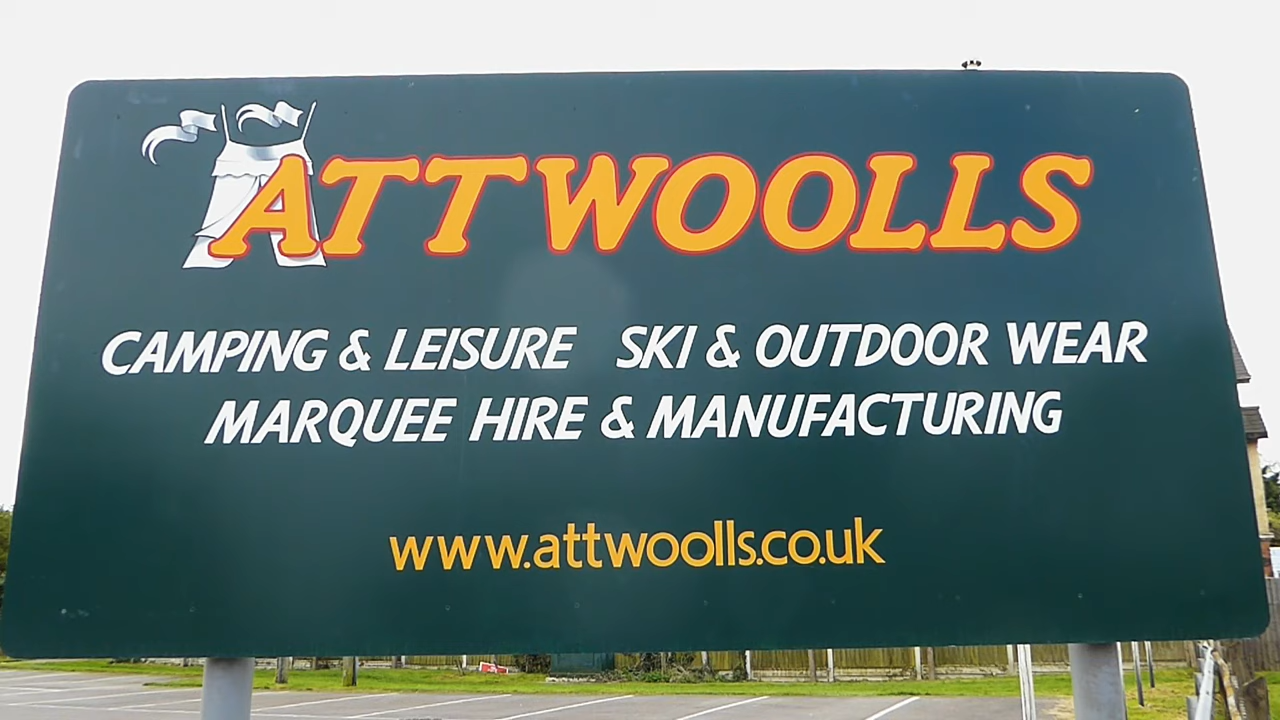 ATTWOOLLS
CAMPING & LEISURE SKI & OUTDOOR WEAR
MARQUEE HIRE & MANUFACTURING
www.attwoolls.co.uk